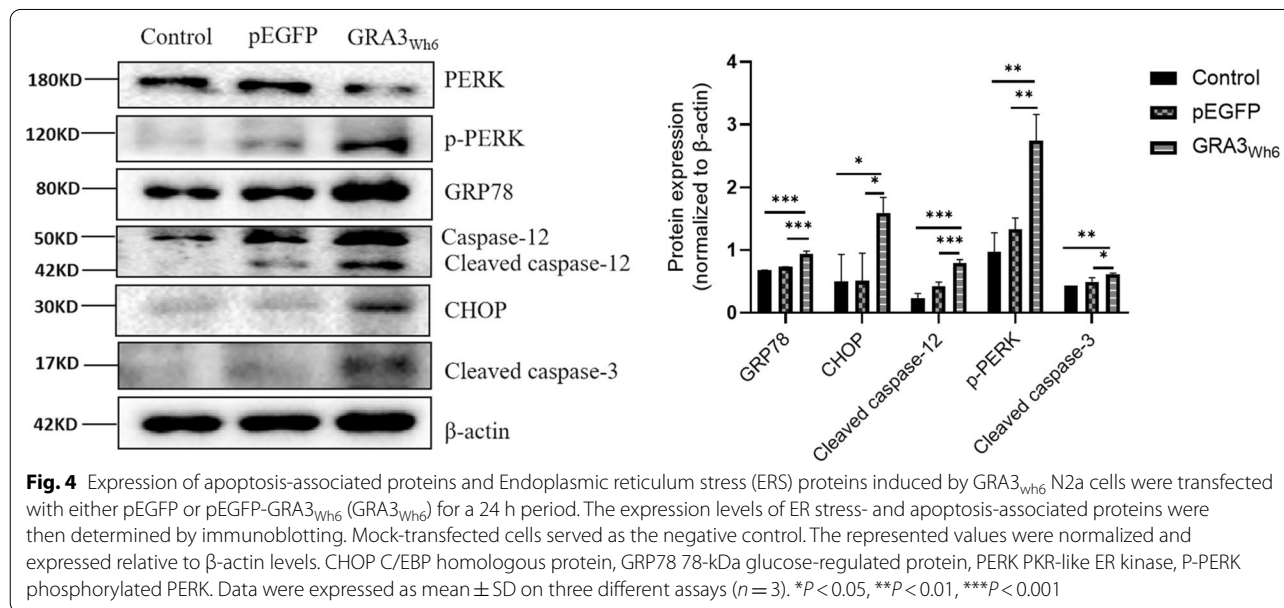 Control pEGFP GRA3Wh6
180KD PERK
120KD p-PERK
80KD GRP78
50KD Caspase-12
42KD Cleaved caspase-12
30KD CHOP
17KD Cleaved caspase-3
42KD β-actin
Protein expression
(normalized to β-actin)
4
3
2
1
0
*** ***
* *
*** ***
** **
** *
GRP78
CHOP
Cleaved caspase-12
p-PERK
Cleaved caspase-3
Control
pEGFP
GRA3Wh6
Fig. 4 Expression of apoptosis-associated proteins and Endoplasmic reticulum stress (ERS) proteins induced by GRA3wh6 N2a cells were transfected
with either pEGFP or pEGFP-GRA3Wh6 (GRA3Wh6) for a 24 h period. The expression levels of ER stress- and apoptosis-associated proteins were
then determined by immunoblotting. Mock-transfected cells served as the negative control. The represented values were normalized and
expressed relative to β-actin levels. CHOP C/EBP homologous protein, GRP78 78-kDa glucose-regulated protein, PERK PKR-like ER kinase, P-PERK
phosphorylated PERK. Data were expressed as mean ± SD on three different assays (n = 3). *P < 0.05, **P < 0.01, ***P < 0.001